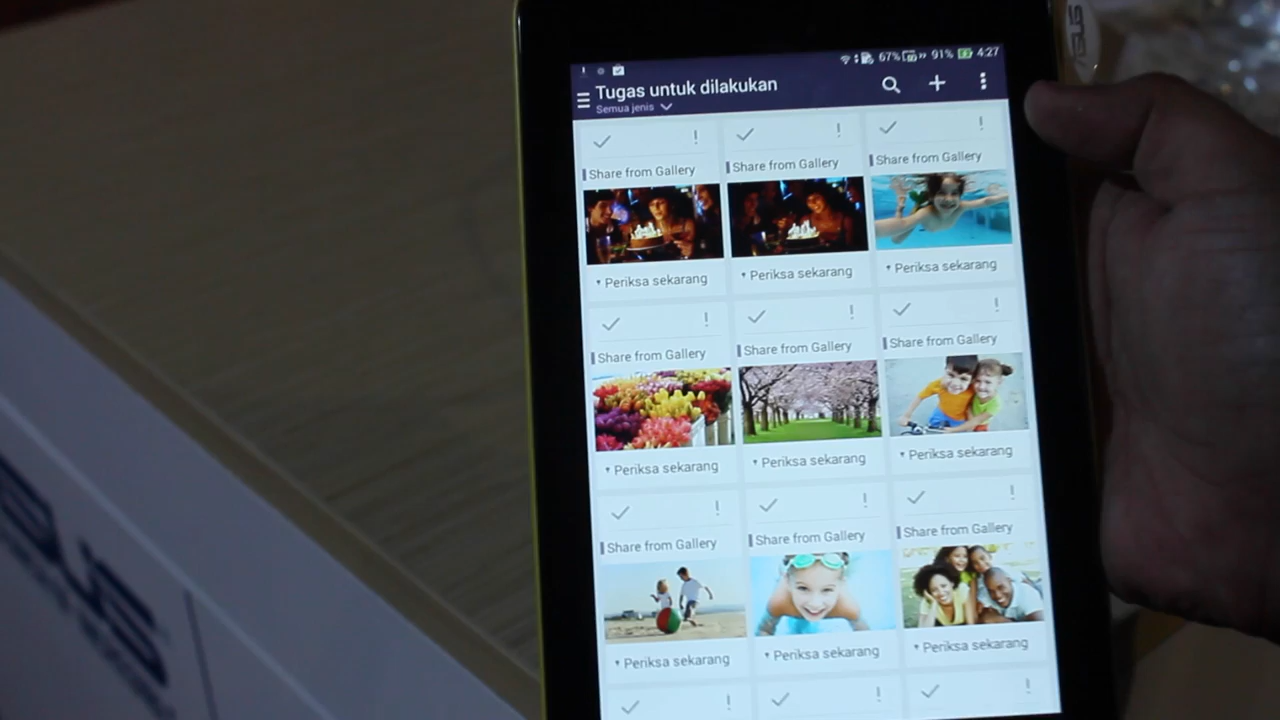 67% 91% 4:27
Tugas untuk dilakukan
Semua jenis
Share from Gallery Share from Gallery Share from Gallery
Periksa sekarang Periksa sekarang Periksa sekarang
Share from Gallery Share from Gallery Share from Gallery
Periksa sekarang Periksa sekarang Periksa sekarang
Share from Gallery Share from Gallery Share from Gallery
Periksa sekarang Periksa sekarang Periksa sekarang
ASUS